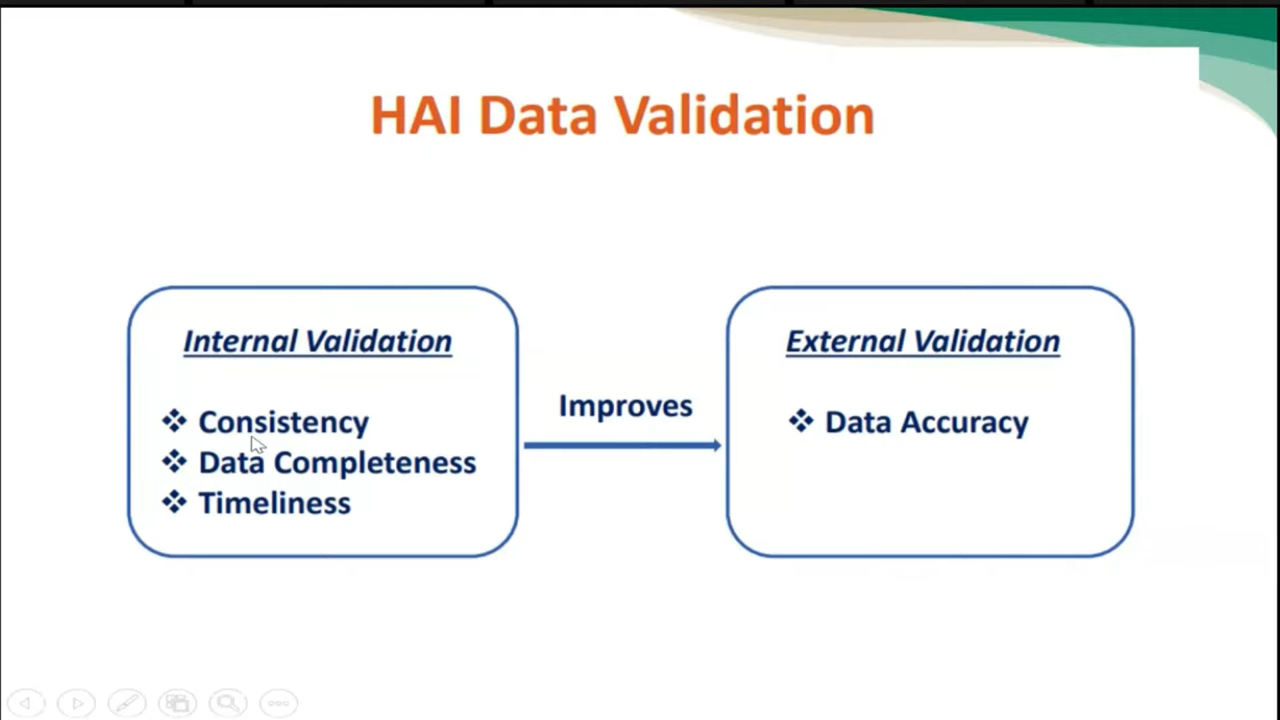 HAI Data Validation
Internal Validation
❖ Consistency
❖ Data Completeness
❖ Timeliness
Improves
External Validation
❖ Data Accuracy